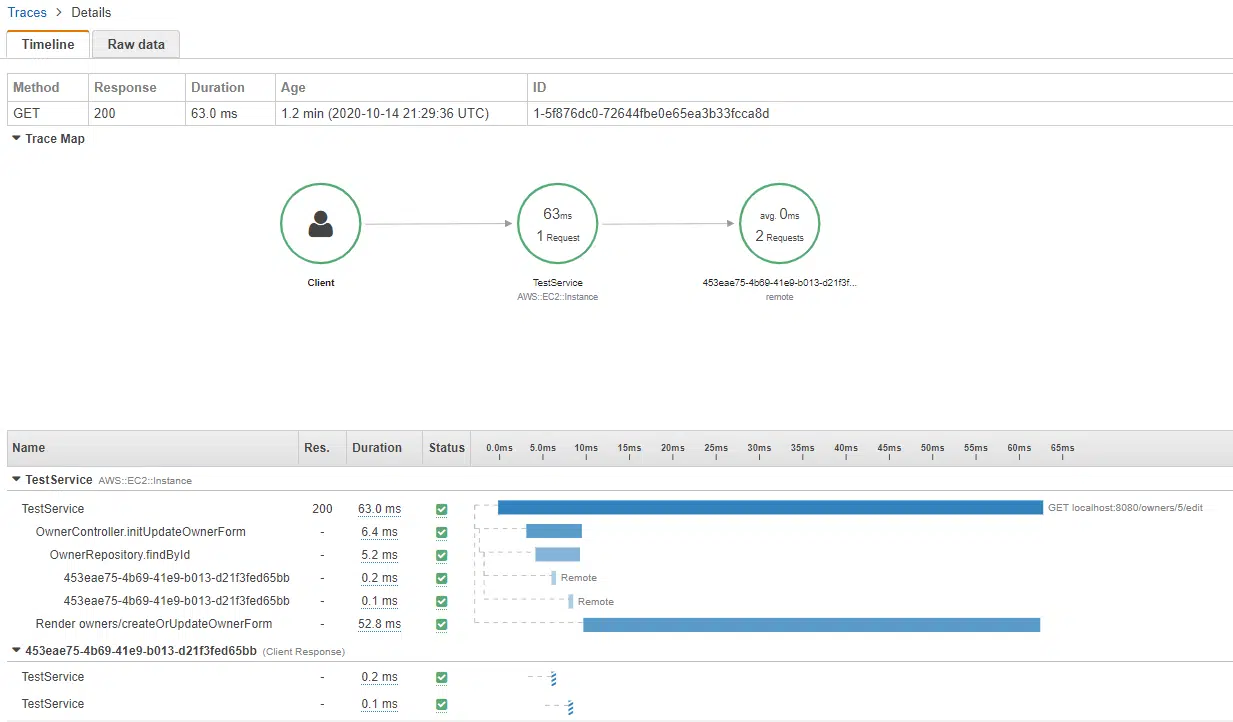 Traces > Details
Timeline Raw data
Method Response Duration Age ID
GET 200 63.0 ms 1.2 min (2020-10-14 21:29:36 UTC) 1-5f876dc0-72644fbe0e65ea3b33fcca8d
Trace Map
63ms avg. 0ms
1 Request 2 Requests
Client TestService 453eae75-4b69-41e9-b013-d21f3f...
AWS::EC2::Instance remote
Name Res. Duration Status 0.0ms 5.0ms 10ms 15ms 20ms 25ms 30ms 35ms 40ms 45ms 50ms 55ms 60ms 65ms
TestService AWS::EC2::Instance
TestService 200 63.0 ms GET localhost:8080/owners/5/edit
OwnerController.initUpdateOwnerForm - 6.4 ms
OwnerRepository.findById - 5.2 ms
453eae75-4b69-41e9-b013-d21f3fed65bb - 0.2 ms Remote
453eae75-4b69-41e9-b013-d21f3fed65bb - 0.1 ms Remote
Render owners/createOrUpdateOwnerForm - 52.8 ms
453eae75-4b69-41e9-b013-d21f3fed65bb (Client Response)
TestService - 0.2 ms
TestService - 0.1 ms